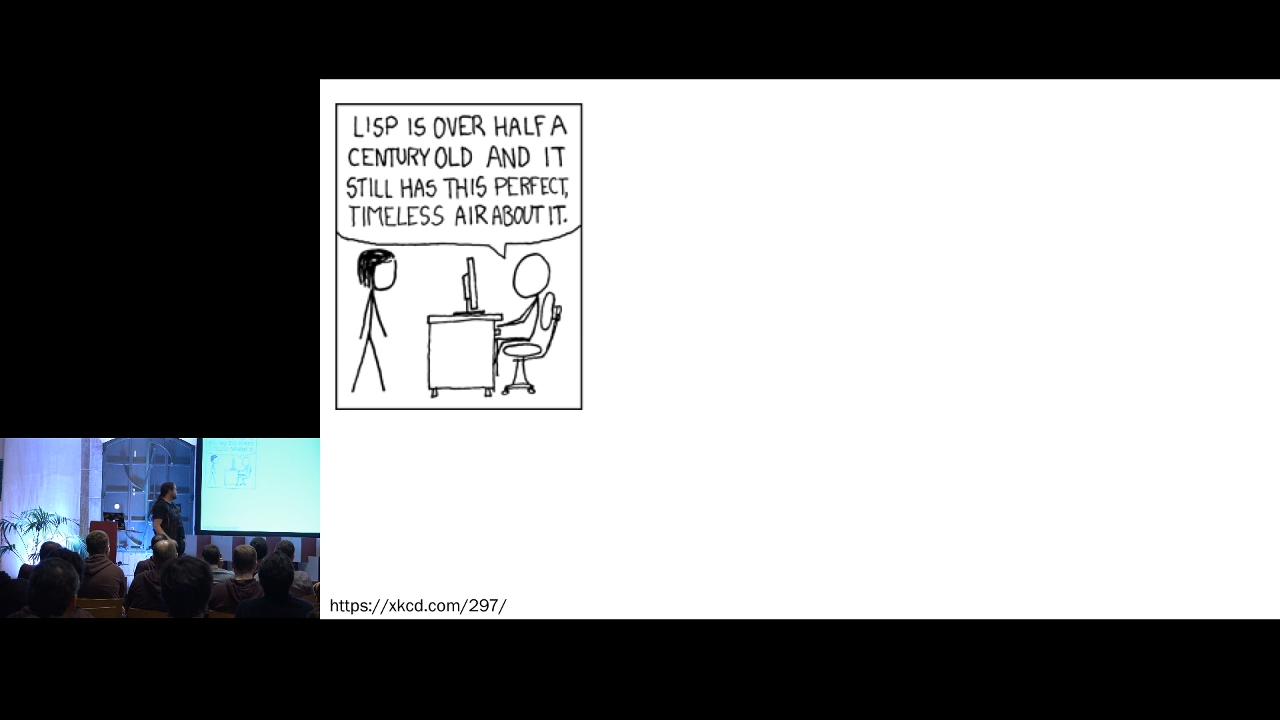 LISP IS OVER HALF A
CENTURY OLD AND IT
STILL HAS THIS PERFECT,
TIMELESS AIR ABOUT IT.
https://xkcd.com/297/